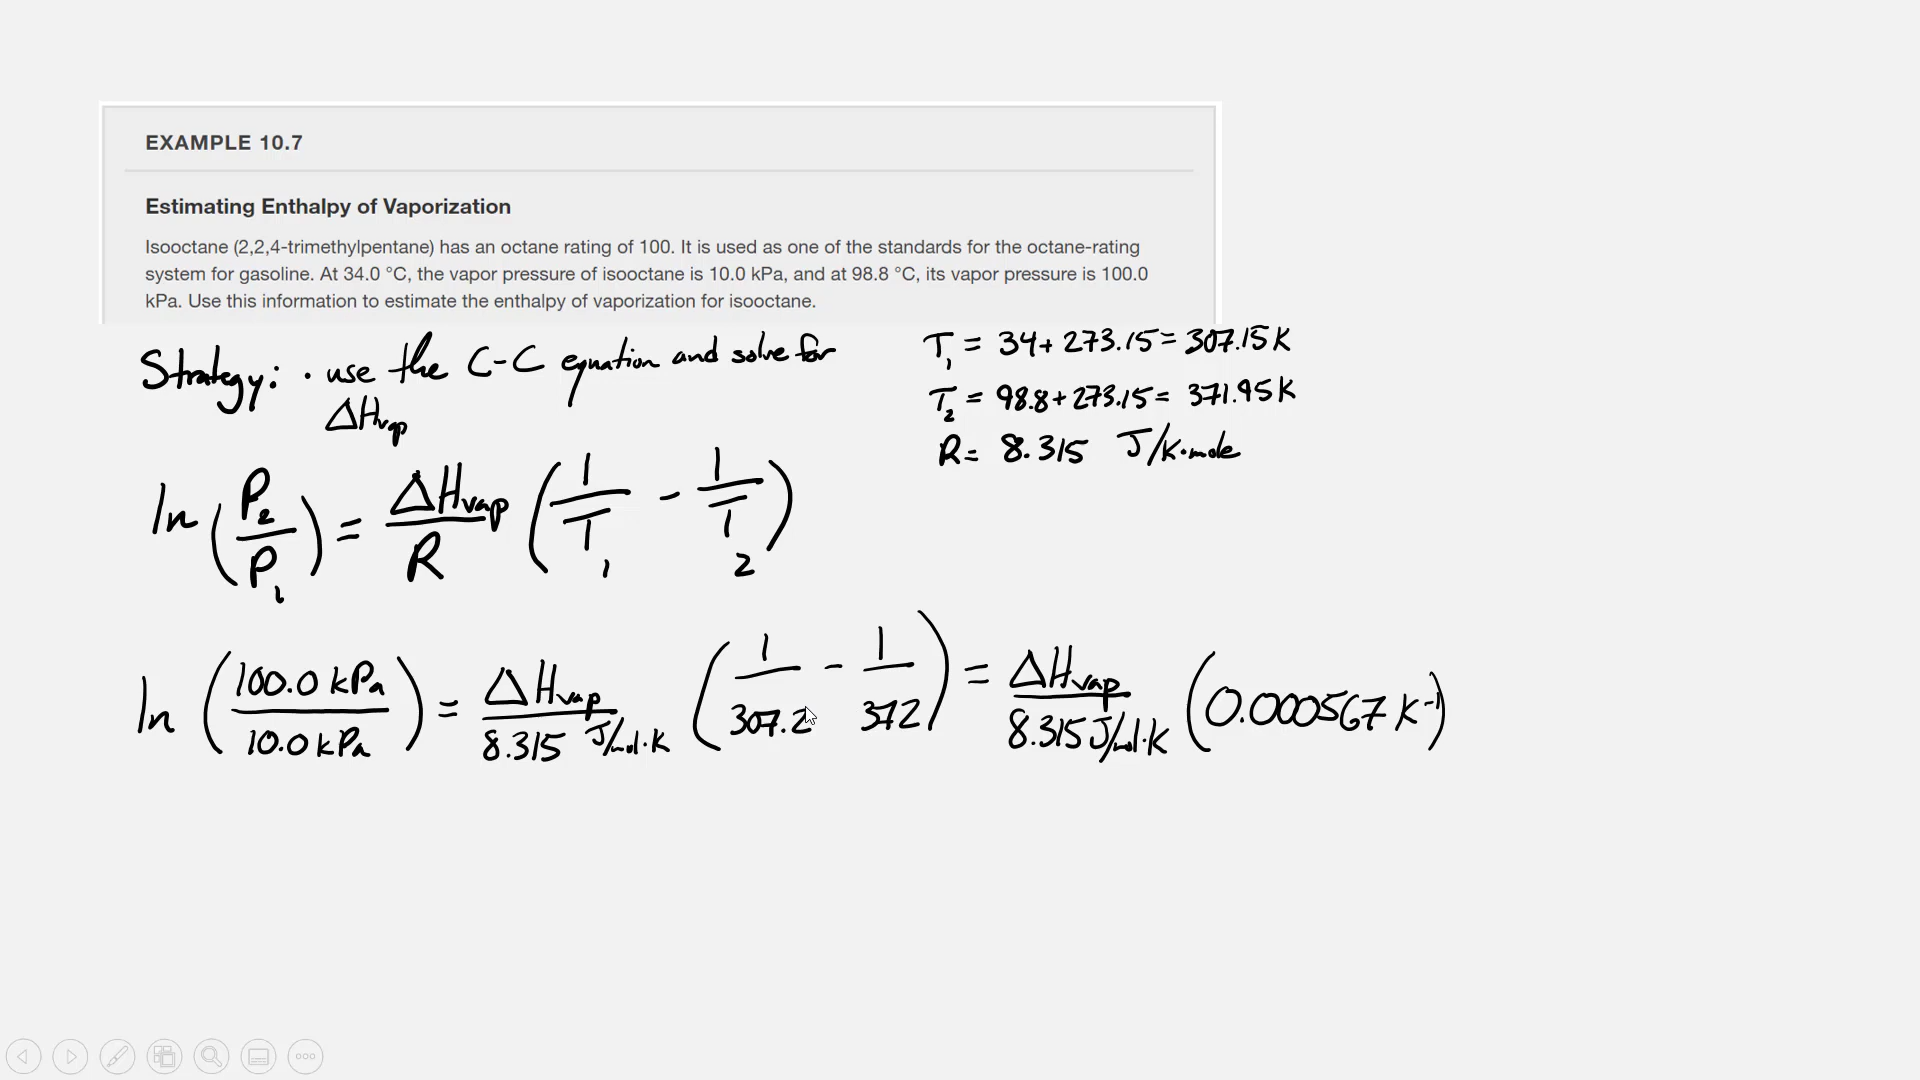 EXAMPLE 10.7
Estimating Enthalpy of Vaporization
Isooctane (2,2,4-trimethylpentane) has an octane rating of 100. It is used as one of the standards for the octane-rating
system for gasoline. At 34.0 °C, the vapor pressure of isooctane is 10.0 kPa, and at 98.8 °C, its vapor pressure is 100.0
kPa. Use this information to estimate the enthalpy of vaporization for isooctane.
Strategy: · use the C-C equation and solve for
ΔHvap
T₁ = 34 + 273.15 = 307.15 K
T₂ = 98.8 + 273.15 = 371.95 K
R = 8.315 J/K·mole
ln (P₂/P₁) = ΔHvap/R (1/T₁ - 1/T₂)
ln (100.0 kPa/10.0 kPa) = ΔHvap/8.315 J/mol·K (1/307.2 - 1/372) = ΔHvap/8.315 J/mol·K (0.000567 K⁻¹)